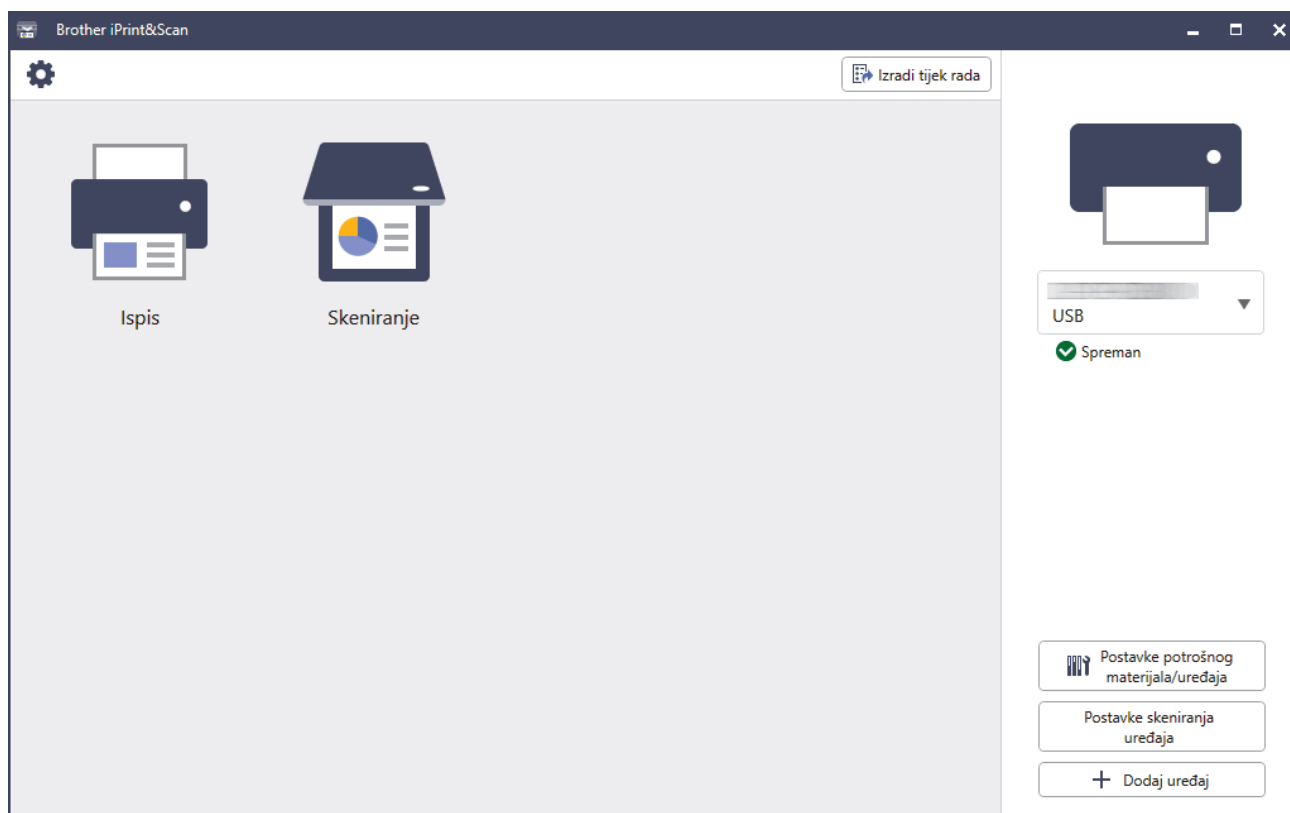 Brother iPrint&Scan
Izradi tijek rada
Ispis
Skeniranje
USB
Spreman
Postavke potrošnog
materijala/uređaja
Postavke skeniranja
uređaja
Dodaj uređaj